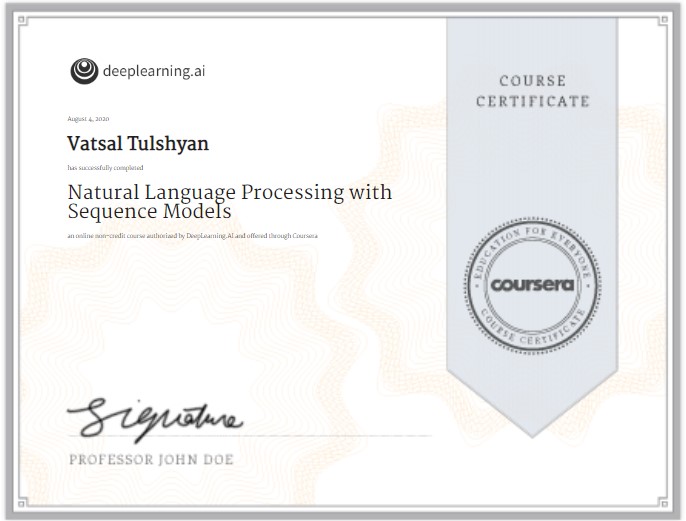 deeplearning.ai
COURSE
CERTIFICATE
August 4, 2020
Vatsal Tulshyan
has successfully completed
Natural Language Processing with
Sequence Models
an online non-credit course authorized by DeepLearning.AI and offered through Coursera
EDUCATION FOR EVERYONE
coursera
COURSE CERTIFICATE
Signature
PROFESSOR JOHN DOE